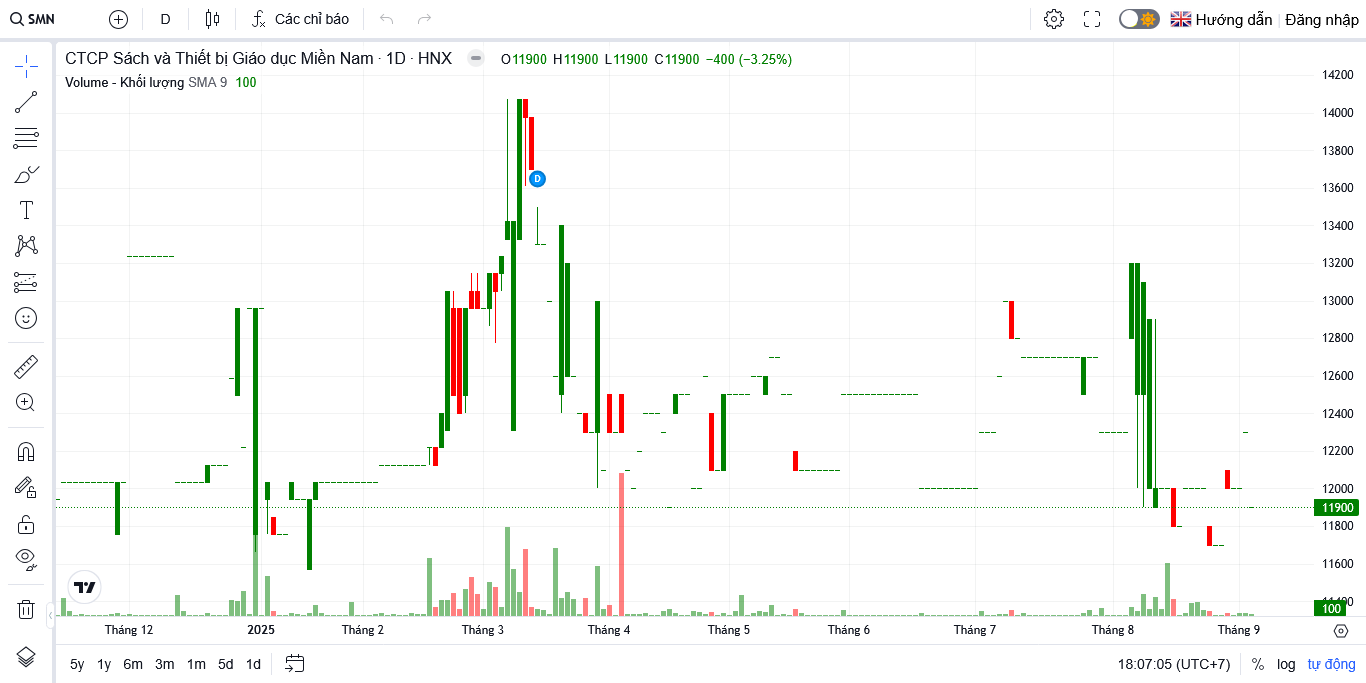 SMN D Các chỉ báo Hướng dẫn Đăng nhập
CTCP Sách và Thiết bị Giáo dục Miền Nam · 1D · HNX O11900 H11900 L11900 C11900 −400 (−3.25%)
Volume - Khối lượng SMA 9 100
14200
14000
13800
13600
D
13400
13200
13000
12800
12600
12400
12200
12000
11900
11800
11600
100
Tháng 12 2025 Tháng 2 Tháng 3 Tháng 4 Tháng 5 Tháng 6 Tháng 7 Tháng 8 Tháng 9
5y 1y 6m 3m 1m 5d 1d 18:07:05 (UTC+7) % log tự động